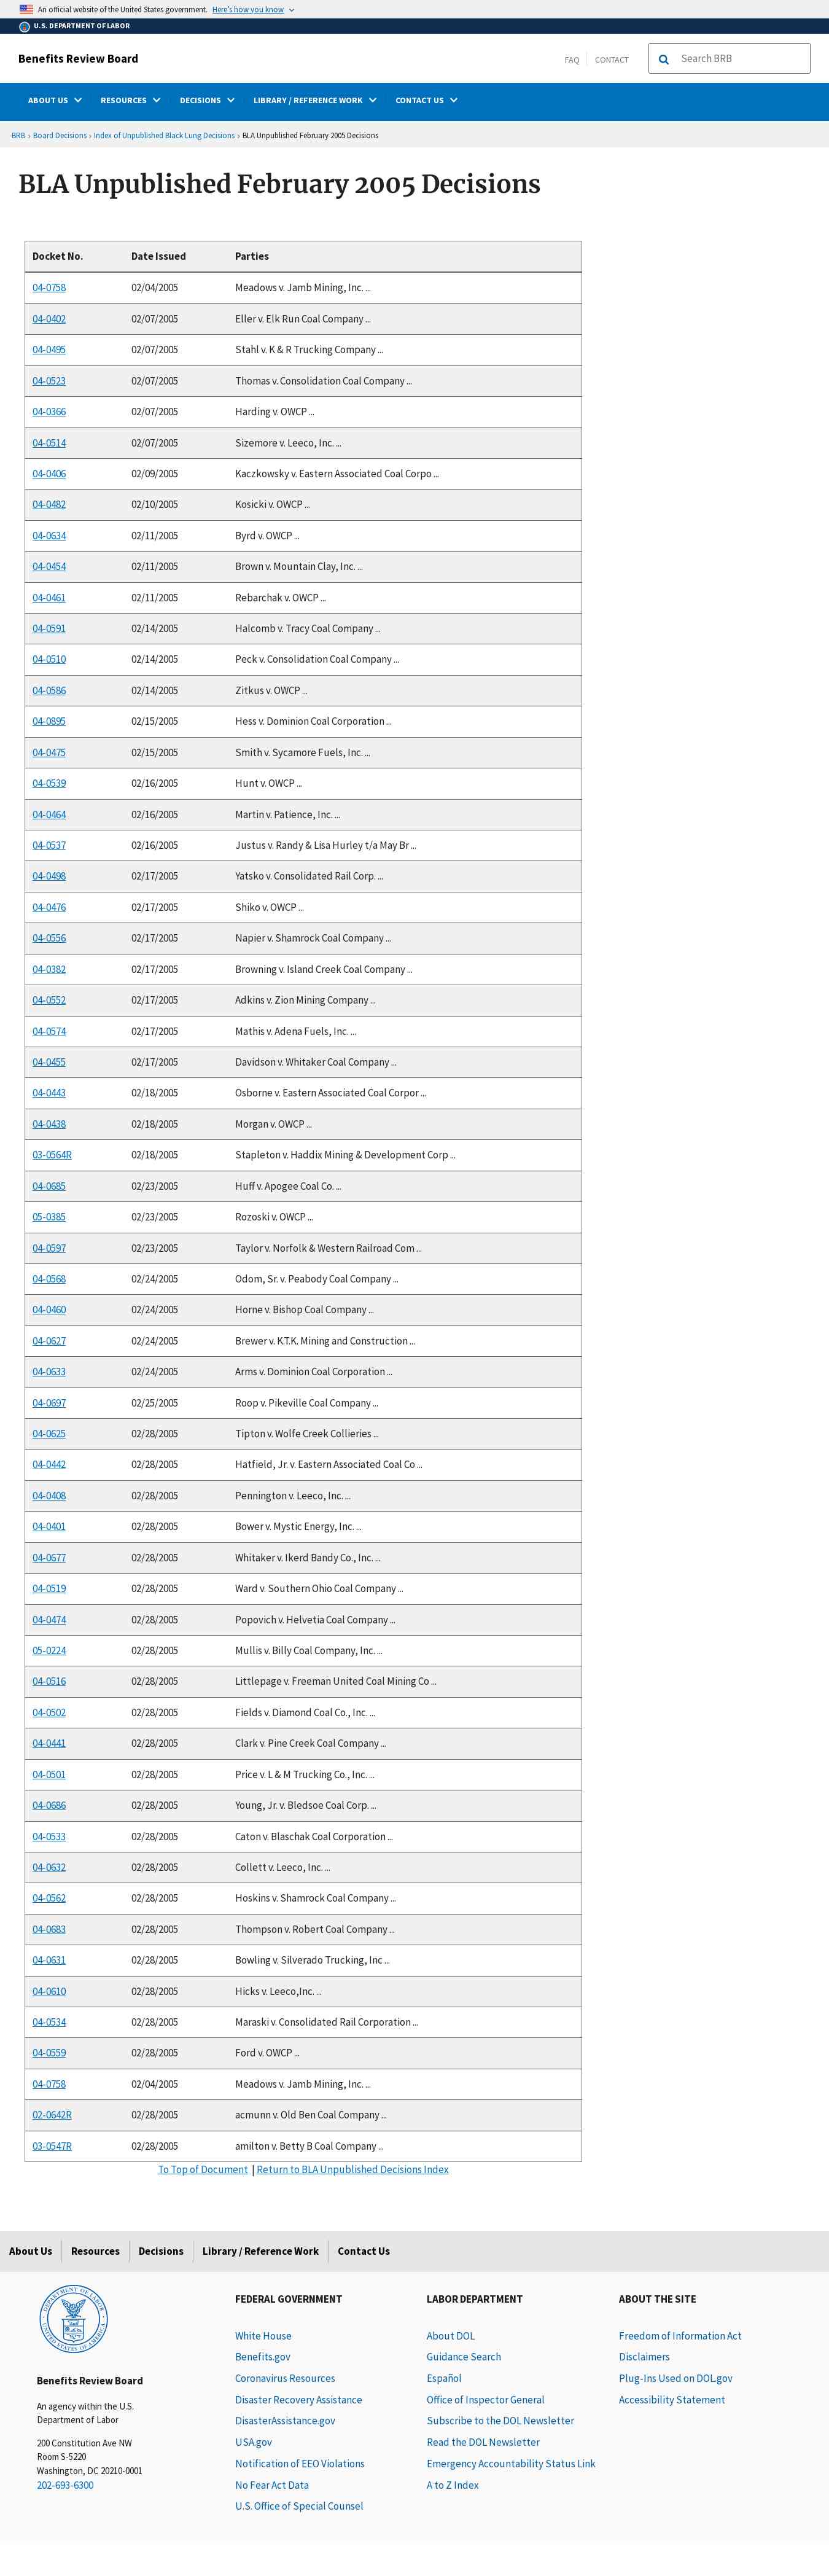 An official website of the United States government. Here's how you know
U.S. DEPARTMENT OF LABOR
Benefits Review Board
FAQ CONTACT Search BRB
ABOUT US RESOURCES DECISIONS LIBRARY / REFERENCE WORK CONTACT US
BRB › Board Decisions › Index of Unpublished Black Lung Decisions › BLA Unpublished February 2005 Decisions
BLA Unpublished February 2005 Decisions
Docket No. Date Issued Parties
04-0758 02/04/2005 Meadows v. Jamb Mining, Inc. ...
04-0402 02/07/2005 Eller v. Elk Run Coal Company ...
04-0495 02/07/2005 Stahl v. K & R Trucking Company ...
04-0523 02/07/2005 Thomas v. Consolidation Coal Company ...
04-0366 02/07/2005 Harding v. OWCP ...
04-0514 02/07/2005 Sizemore v. Leeco, Inc. ...
04-0406 02/09/2005 Kaczkowsky v. Eastern Associated Coal Corpo ...
04-0482 02/10/2005 Kosicki v. OWCP ...
04-0634 02/11/2005 Byrd v. OWCP ...
04-0454 02/11/2005 Brown v. Mountain Clay, Inc. ...
04-0461 02/11/2005 Rebarchak v. OWCP ...
04-0591 02/14/2005 Halcomb v. Tracy Coal Company ...
04-0510 02/14/2005 Peck v. Consolidation Coal Company ...
04-0586 02/14/2005 Zitkus v. OWCP ...
04-0895 02/15/2005 Hess v. Dominion Coal Corporation ...
04-0475 02/15/2005 Smith v. Sycamore Fuels, Inc. ...
04-0539 02/16/2005 Hunt v. OWCP ...
04-0464 02/16/2005 Martin v. Patience, Inc. ...
04-0537 02/16/2005 Justus v. Randy & Lisa Hurley t/a May Br ...
04-0498 02/17/2005 Yatsko v. Consolidated Rail Corp. ...
04-0476 02/17/2005 Shiko v. OWCP ...
04-0556 02/17/2005 Napier v. Shamrock Coal Company ...
04-0382 02/17/2005 Browning v. Island Creek Coal Company ...
04-0552 02/17/2005 Adkins v. Zion Mining Company ...
04-0574 02/17/2005 Mathis v. Adena Fuels, Inc. ...
04-0455 02/17/2005 Davidson v. Whitaker Coal Company ...
04-0443 02/18/2005 Osborne v. Eastern Associated Coal Corpor ...
04-0438 02/18/2005 Morgan v. OWCP ...
03-0564R 02/18/2005 Stapleton v. Haddix Mining & Development Corp ...
04-0685 02/23/2005 Huff v. Apogee Coal Co. ...
05-0385 02/23/2005 Rozoski v. OWCP ...
04-0597 02/23/2005 Taylor v. Norfolk & Western Railroad Com ...
04-0568 02/24/2005 Odom, Sr. v. Peabody Coal Company ...
04-0460 02/24/2005 Horne v. Bishop Coal Company ...
04-0627 02/24/2005 Brewer v. K.T.K. Mining and Construction ...
04-0633 02/24/2005 Arms v. Dominion Coal Corporation ...
04-0697 02/25/2005 Roop v. Pikeville Coal Company ...
04-0625 02/28/2005 Tipton v. Wolfe Creek Collieries ...
04-0442 02/28/2005 Hatfield, Jr. v. Eastern Associated Coal Co ...
04-0408 02/28/2005 Pennington v. Leeco, Inc. ...
04-0401 02/28/2005 Bower v. Mystic Energy, Inc. ...
04-0677 02/28/2005 Whitaker v. Ikerd Bandy Co., Inc. ...
04-0519 02/28/2005 Ward v. Southern Ohio Coal Company ...
04-0474 02/28/2005 Popovich v. Helvetia Coal Company ...
05-0224 02/28/2005 Mullis v. Billy Coal Company, Inc. ...
04-0516 02/28/2005 Littlepage v. Freeman United Coal Mining Co ...
04-0502 02/28/2005 Fields v. Diamond Coal Co., Inc. ...
04-0441 02/28/2005 Clark v. Pine Creek Coal Company ...
04-0501 02/28/2005 Price v. L & M Trucking Co., Inc. ...
04-0686 02/28/2005 Young, Jr. v. Bledsoe Coal Corp. ...
04-0533 02/28/2005 Caton v. Blaschak Coal Corporation ...
04-0632 02/28/2005 Collett v. Leeco, Inc. ...
04-0562 02/28/2005 Hoskins v. Shamrock Coal Company ...
04-0683 02/28/2005 Thompson v. Robert Coal Company ...
04-0631 02/28/2005 Bowling v. Silverado Trucking, Inc ...
04-0610 02/28/2005 Hicks v. Leeco,Inc. ...
04-0534 02/28/2005 Maraski v. Consolidated Rail Corporation ...
04-0559 02/28/2005 Ford v. OWCP ...
04-0758 02/04/2005 Meadows v. Jamb Mining, Inc. ...
02-0642R 02/28/2005 acmunn v. Old Ben Coal Company ...
03-0547R 02/28/2005 amilton v. Betty B Coal Company ...
To Top of Document | Return to BLA Unpublished Decisions Index
About Us Resources Decisions Library / Reference Work Contact Us
DEPARTMENT OF LABOR
UNITED STATES OF AMERICA
Benefits Review Board
An agency within the U.S.
Department of Labor
200 Constitution Ave NW
Room S-5220
Washington, DC 20210-0001
202-693-6300
FEDERAL GOVERNMENT
White House
Benefits.gov
Coronavirus Resources
Disaster Recovery Assistance
DisasterAssistance.gov
USA.gov
Notification of EEO Violations
No Fear Act Data
U.S. Office of Special Counsel
LABOR DEPARTMENT
About DOL
Guidance Search
Español
Office of Inspector General
Subscribe to the DOL Newsletter
Read the DOL Newsletter
Emergency Accountability Status Link
A to Z Index
ABOUT THE SITE
Freedom of Information Act
Disclaimers
Plug-Ins Used on DOL.gov
Accessibility Statement